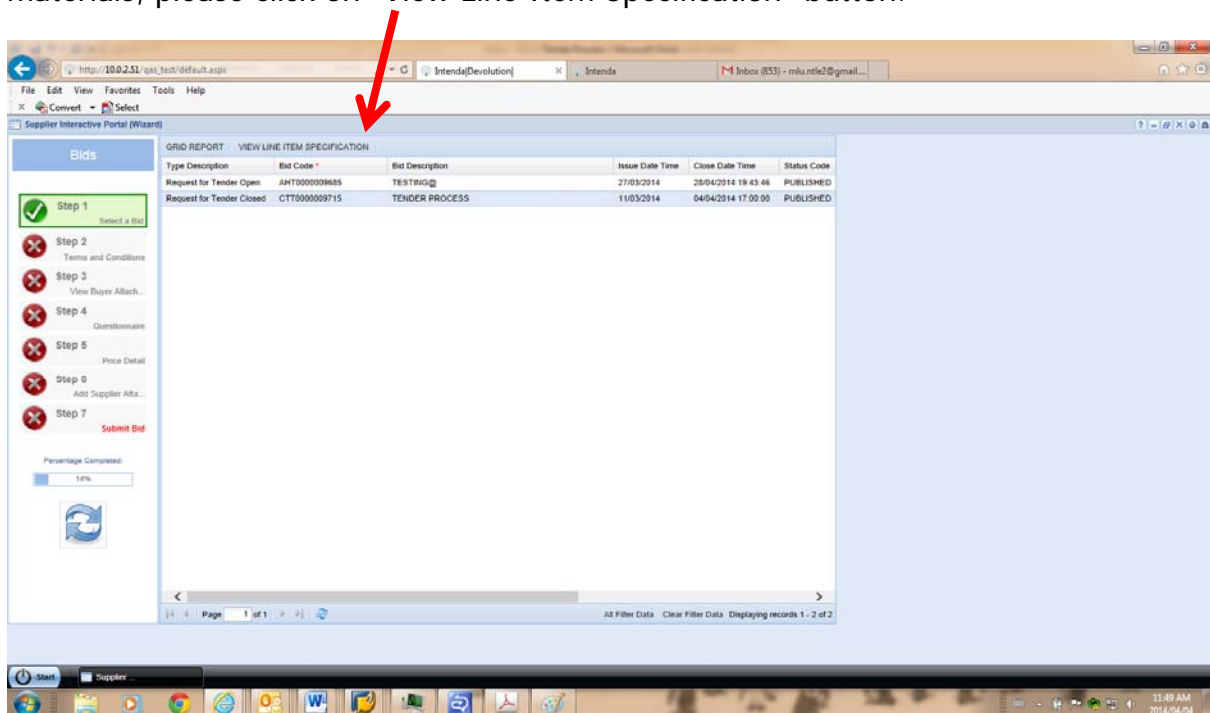 materials, please click on "View Line Item Specification" button.
http://10.0.2.51/qas_test/default.aspx
Intenda|Devolution|
Intenda
Inbox (853) - mlu.ntle2@gmail....
File Edit View Favorites Tools Help
Convert Select
Supplier Interactive Portal (Wizard)
Bids
GRID REPORT VIEW LINE ITEM SPECIFICATION
Type Description Bid Code * Bid Description Issue Date Time Close Date Time Status Code
Request for Tender Open AHT0000009685 TESTING@ 27/03/2014 28/04/2014 19:43:46 PUBLISHED
Request for Tender Closed CTT0000009715 TENDER PROCESS 11/03/2014 04/04/2014 17:00:00 PUBLISHED
Step 1
Select a Bid
Step 2
Terms and Conditions
Step 3
View Buyer Attach...
Step 4
Questionnaire
Step 5
Price Detail
Step 6
Add Supplier Atta...
Step 7
Submit Bid
Percentage Completed:
Page 1 of 1
All Filter Data Clear Filter Data Displaying records 1 - 2 of 2
Start Supplier ...
11:49 AM
2014/04/04